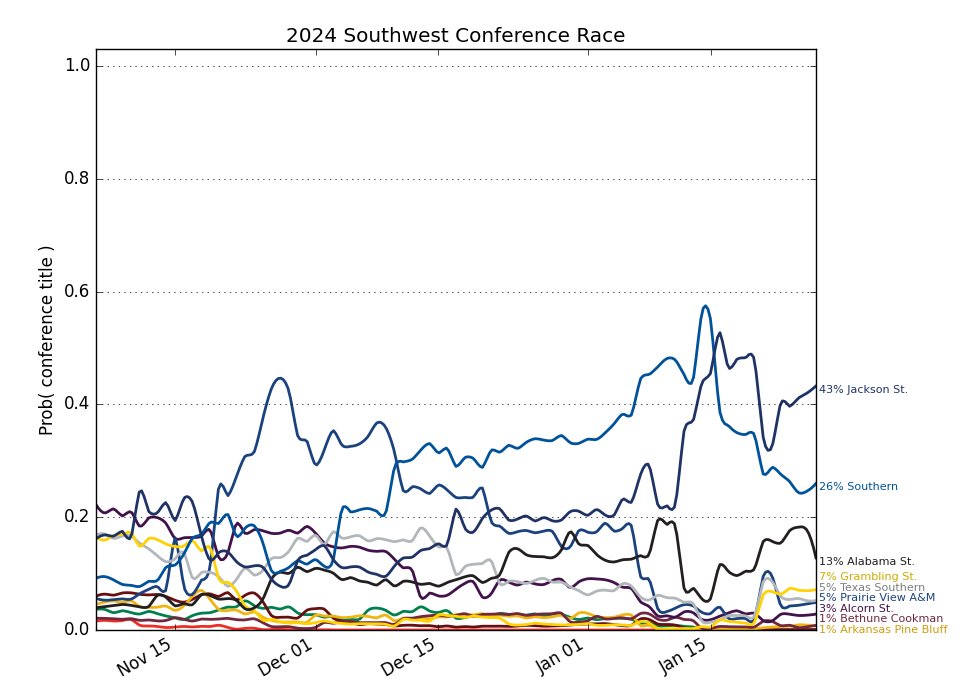 2024 Southwest Conference Race
Prob( conference title )
1.0
0.8
0.6
0.4
0.2
0.0
Nov 15
Dec 01
Dec 15
Jan 01
Jan 15
43% Jackson St.
26% Southern
13% Alabama St.
7% Grambling St.
5% Texas Southern
5% Prairie View A&M
3% Alcorn St.
1% Bethune Cookman
1% Arkansas Pine Bluff